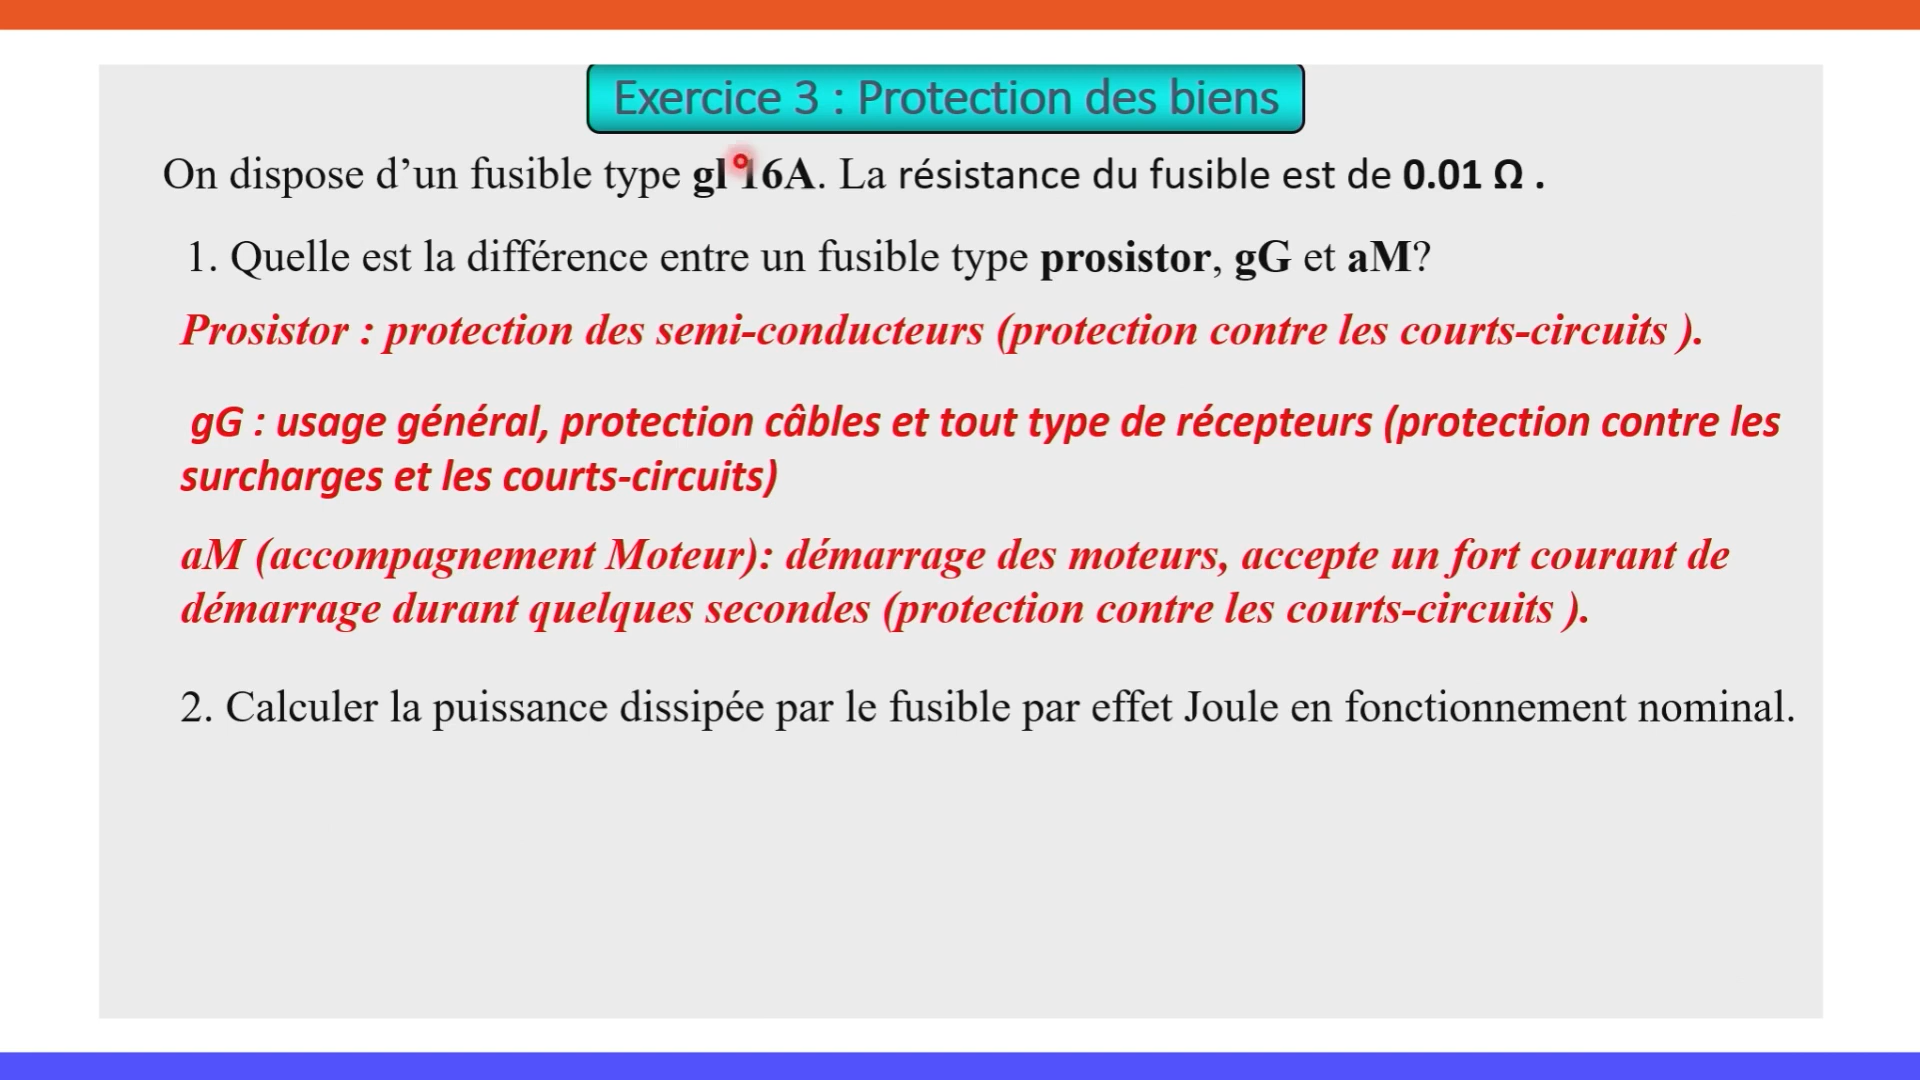 Exercice 3 : Protection des biens
On dispose d’un fusible type gl 16A. La résistance du fusible est de 0.01 Ω .
1. Quelle est la différence entre un fusible type prosistor, gG et aM?
Prosistor : protection des semi-conducteurs (protection contre les courts-circuits ).
gG : usage général, protection câbles et tout type de récepteurs (protection contre les
surcharges et les courts-circuits)
aM (accompagnement Moteur): démarrage des moteurs, accepte un fort courant de
démarrage durant quelques secondes (protection contre les courts-circuits ).
2. Calculer la puissance dissipée par le fusible par effet Joule en fonctionnement nominal.